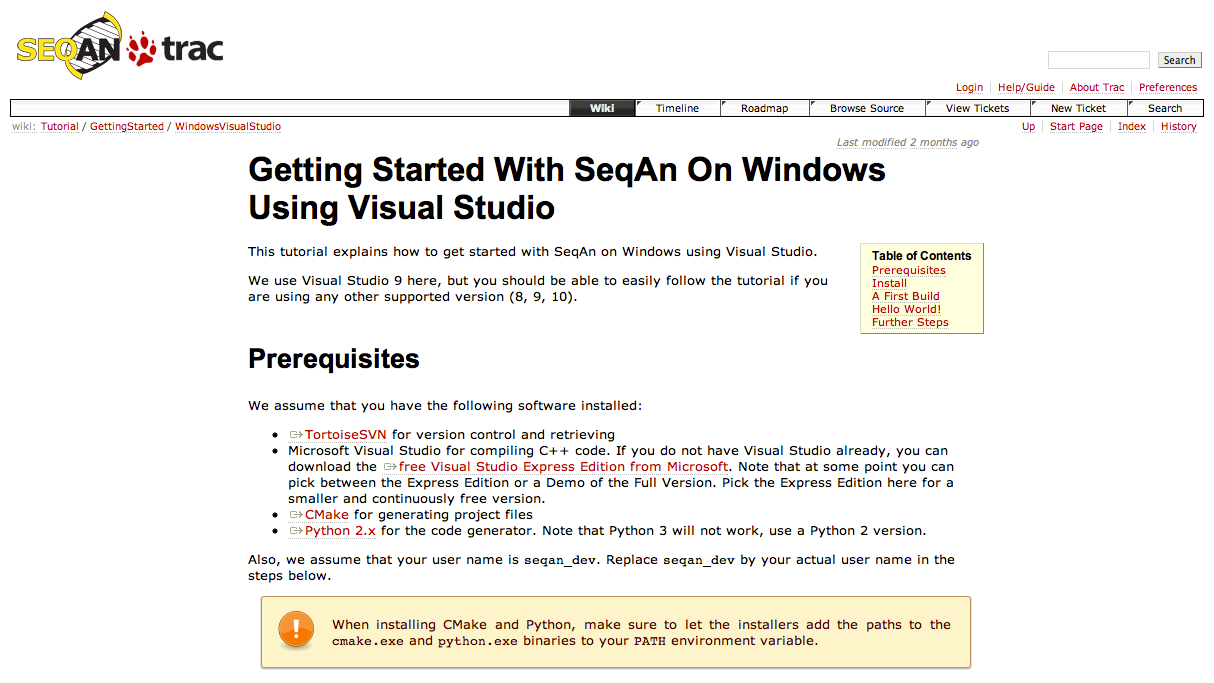 SEQAN trac
Search
Login Help/Guide About Trac Preferences
Wiki Timeline Roadmap Browse Source View Tickets New Ticket Search
wiki: Tutorial / GettingStarted / WindowsVisualStudio
Up Start Page Index History
Last modified 2 months ago
Getting Started With SeqAn On Windows
Using Visual Studio
This tutorial explains how to get started with SeqAn on Windows using Visual Studio.
We use Visual Studio 9 here, but you should be able to easily follow the tutorial if you
are using any other supported version (8, 9, 10).
Table of Contents
Prerequisites
Install
A First Build
Hello World!
Further Steps
Prerequisites
We assume that you have the following software installed:
• TortoiseSVN for version control and retrieving
• Microsoft Visual Studio for compiling C++ code. If you do not have Visual Studio already, you can
download the free Visual Studio Express Edition from Microsoft. Note that at some point you can
pick between the Express Edition or a Demo of the Full Version. Pick the Express Edition here for a
smaller and continuously free version.
• CMake for generating project files
• Python 2.x for the code generator. Note that Python 3 will not work, use a Python 2 version.
Also, we assume that your user name is seqan_dev. Replace seqan_dev by your actual user name in the
steps below.
When installing CMake and Python, make sure to let the installers add the paths to the
cmake.exe and python.exe binaries to your PATH environment variable.